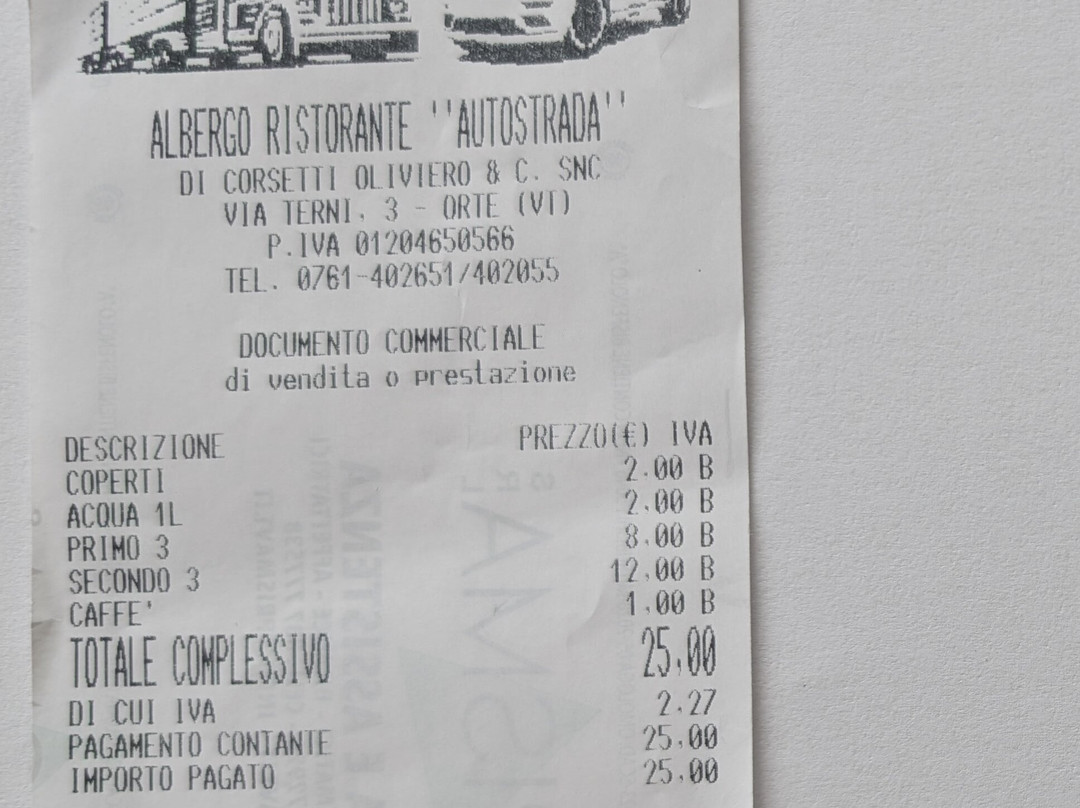 ALBERGO RISTORANTE ''AUTOSTRADA''
DI CORSETTI OLIVIERO & C. SNC
VIA TERNI, 3 - ORTE (VT)
P.IVA 01204650566
TEL. 0761-402651/402055
DOCUMENTO COMMERCIALE
di vendita o prestazione
DESCRIZIONE PREZZO(€) IVA
COPERTI 2.00 B
ACQUA 1L 2,00 B
PRIMO 3 8,00 B
SECONDO 3 12,00 B
CAFFE' 1,00 B
TOTALE COMPLESSIVO 25,00
DI CUI IVA 2,27
PAGAMENTO CONTANTE 25,00
IMPORTO PAGATO 25,00